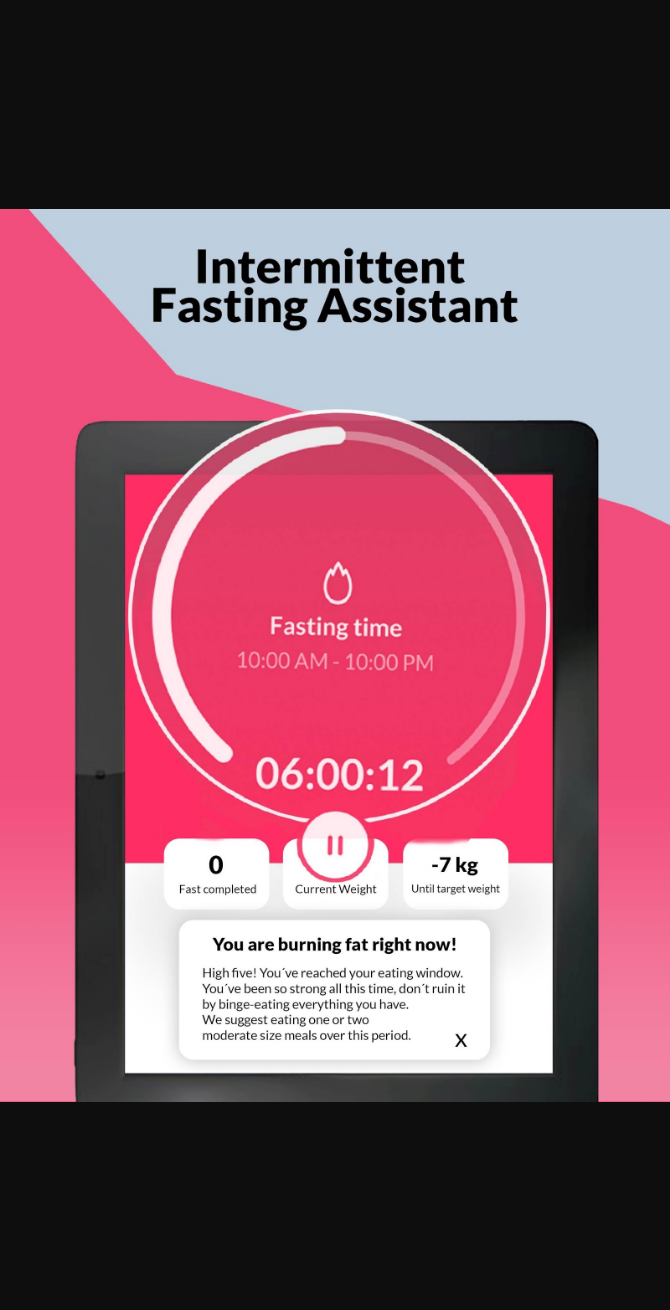 Intermittent
Fasting Assistant
Fasting time
10:00 AM - 10:00 PM
06:00:12
0
Fast completed
Current Weight
-7 kg
Until target weight
You are burning fat right now!
High five! You´ve reached your eating window.
You´ve been so strong all this time, don´t ruin it
by binge-eating everything you have.
We suggest eating one or two
moderate size meals over this period.
X